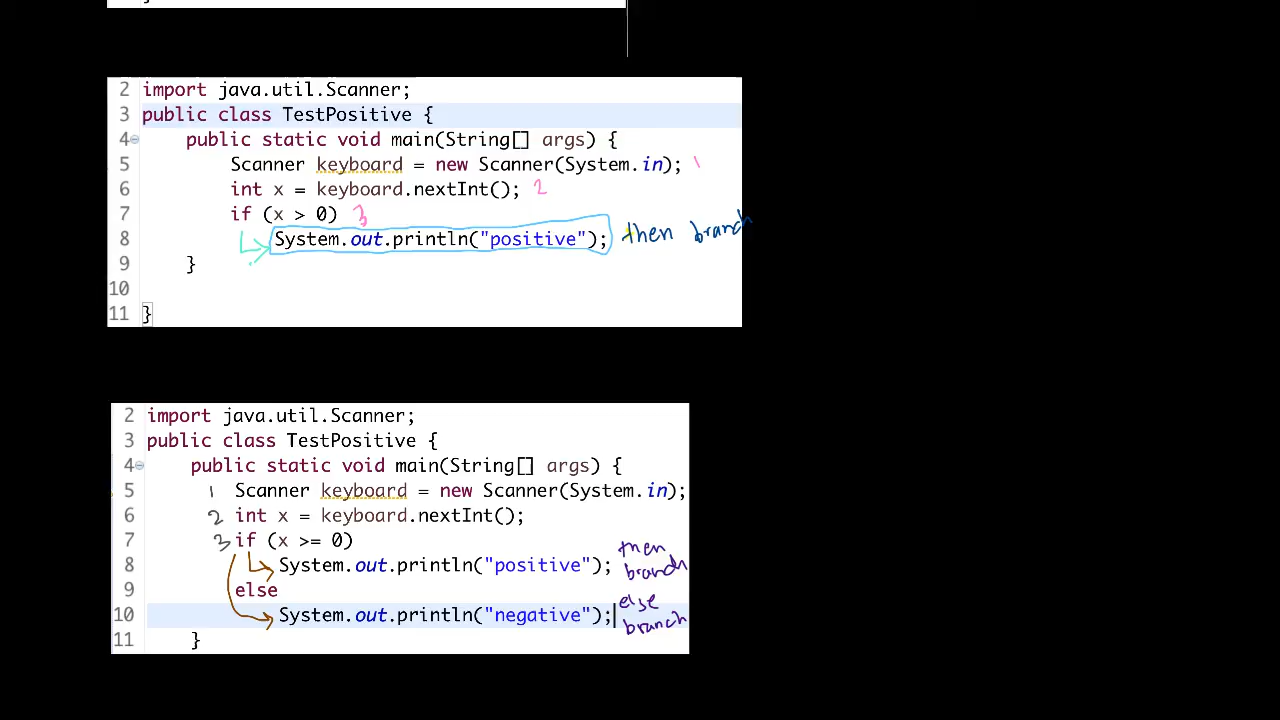 2 import java.util.Scanner;
3 public class TestPositive {
4 public static void main(String[] args) {
5 Scanner keyboard = new Scanner(System.in); 1
6 int x = keyboard.nextInt(); 2
7 if (x > 0) 3
8 System.out.println("positive"); then branch
9 }
10
11 }
2 import java.util.Scanner;
3 public class TestPositive {
4 public static void main(String[] args) {
5 1 Scanner keyboard = new Scanner(System.in);
6 2 int x = keyboard.nextInt();
7 3 if (x >= 0)
8 System.out.println("positive"); then branch
9 else
10 System.out.println("negative"); else branch
11 }